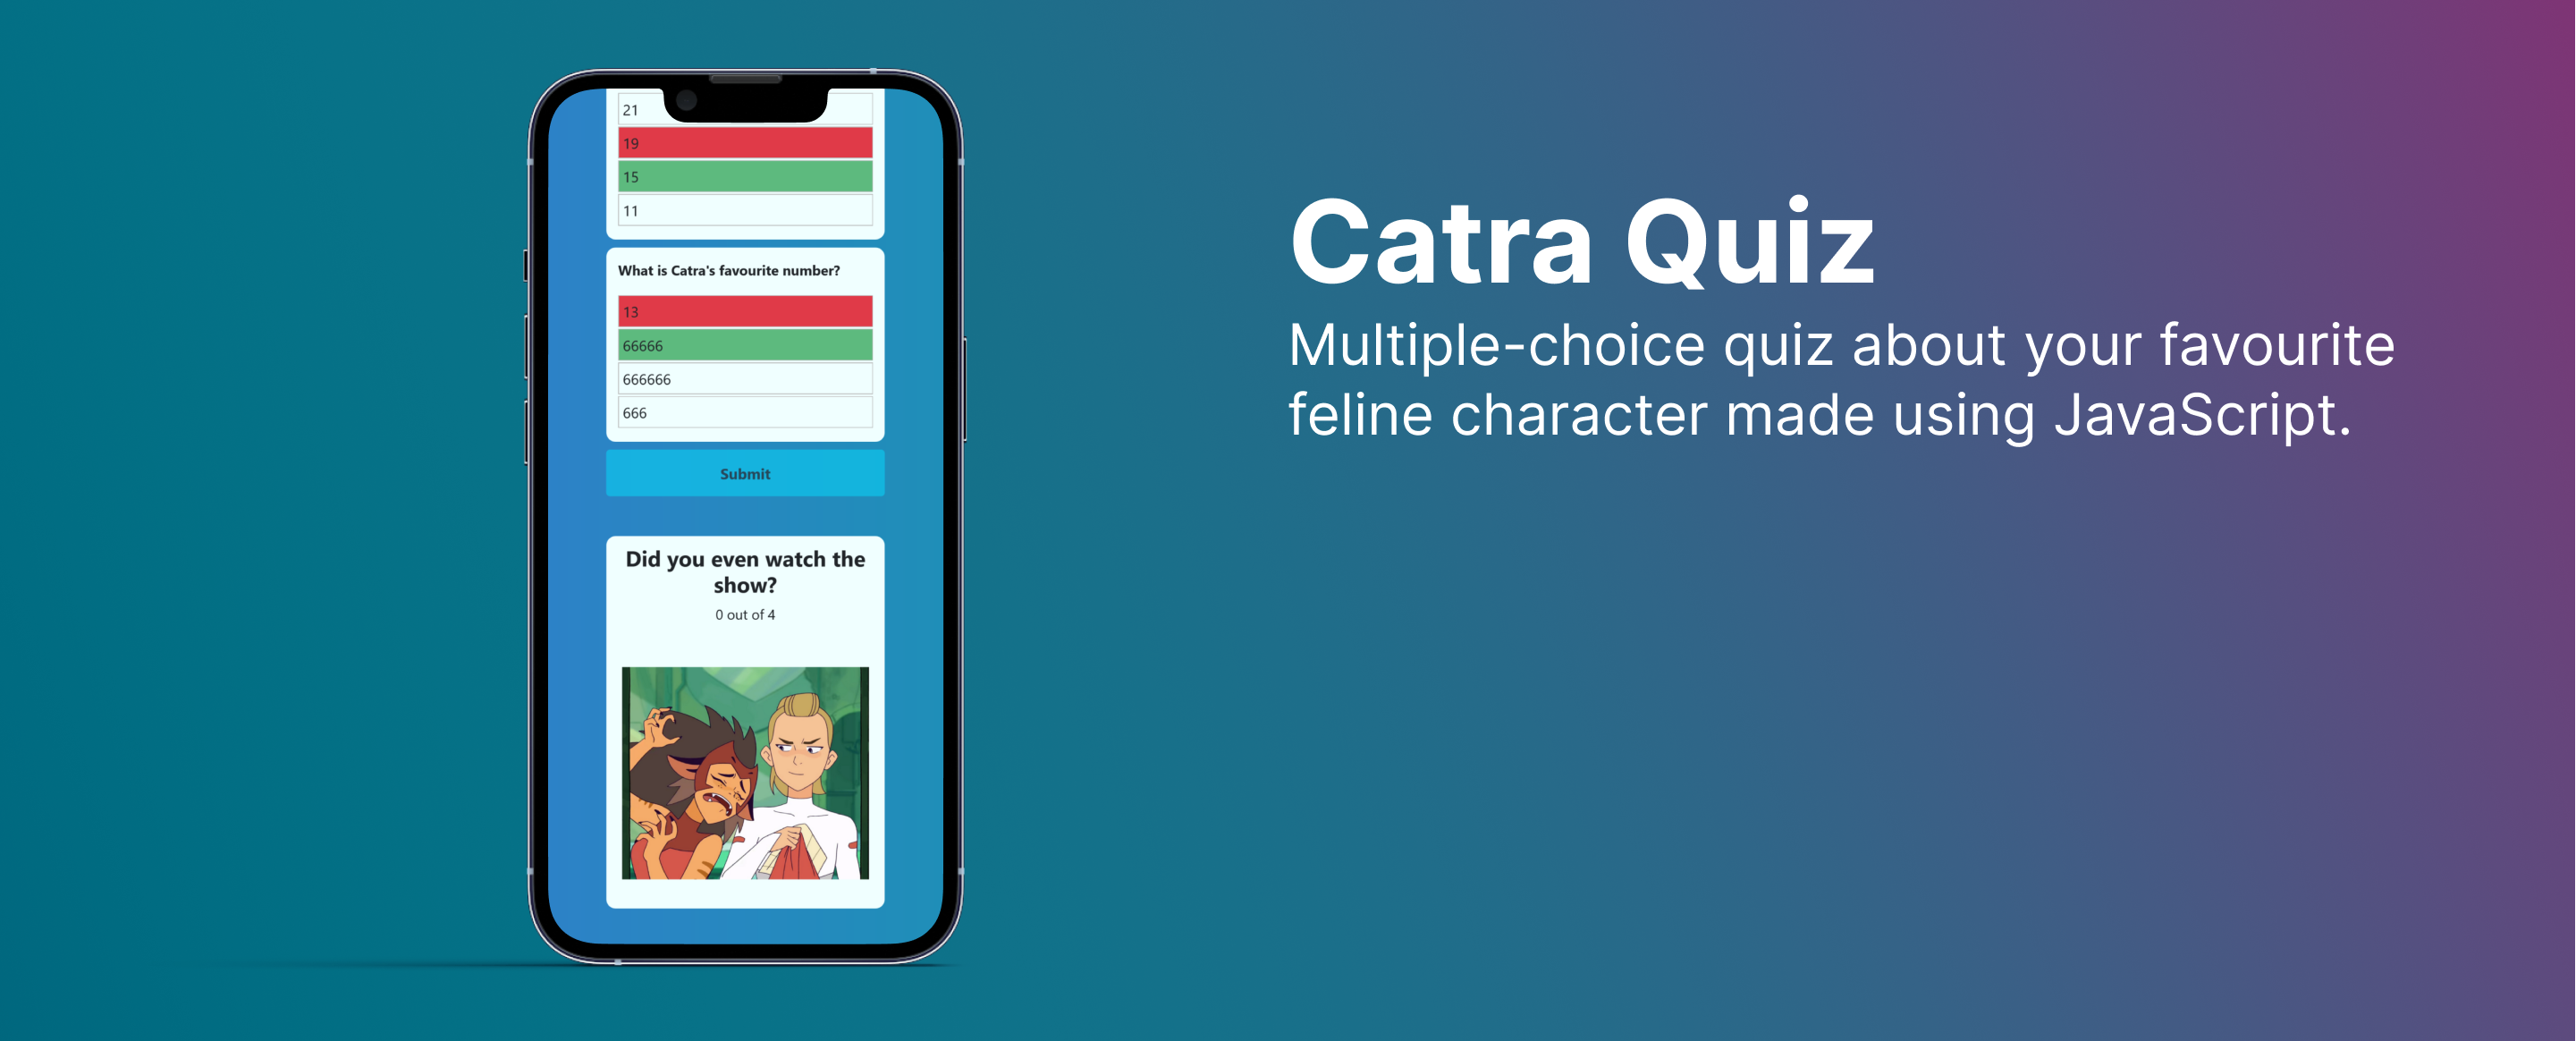 21
19
15
11
What is Catra's favourite number?
13
66666
666666
666
Submit
Did you even watch the
show?
0 out of 4
Catra Quiz
Multiple-choice quiz about your favourite
feline character made using JavaScript.